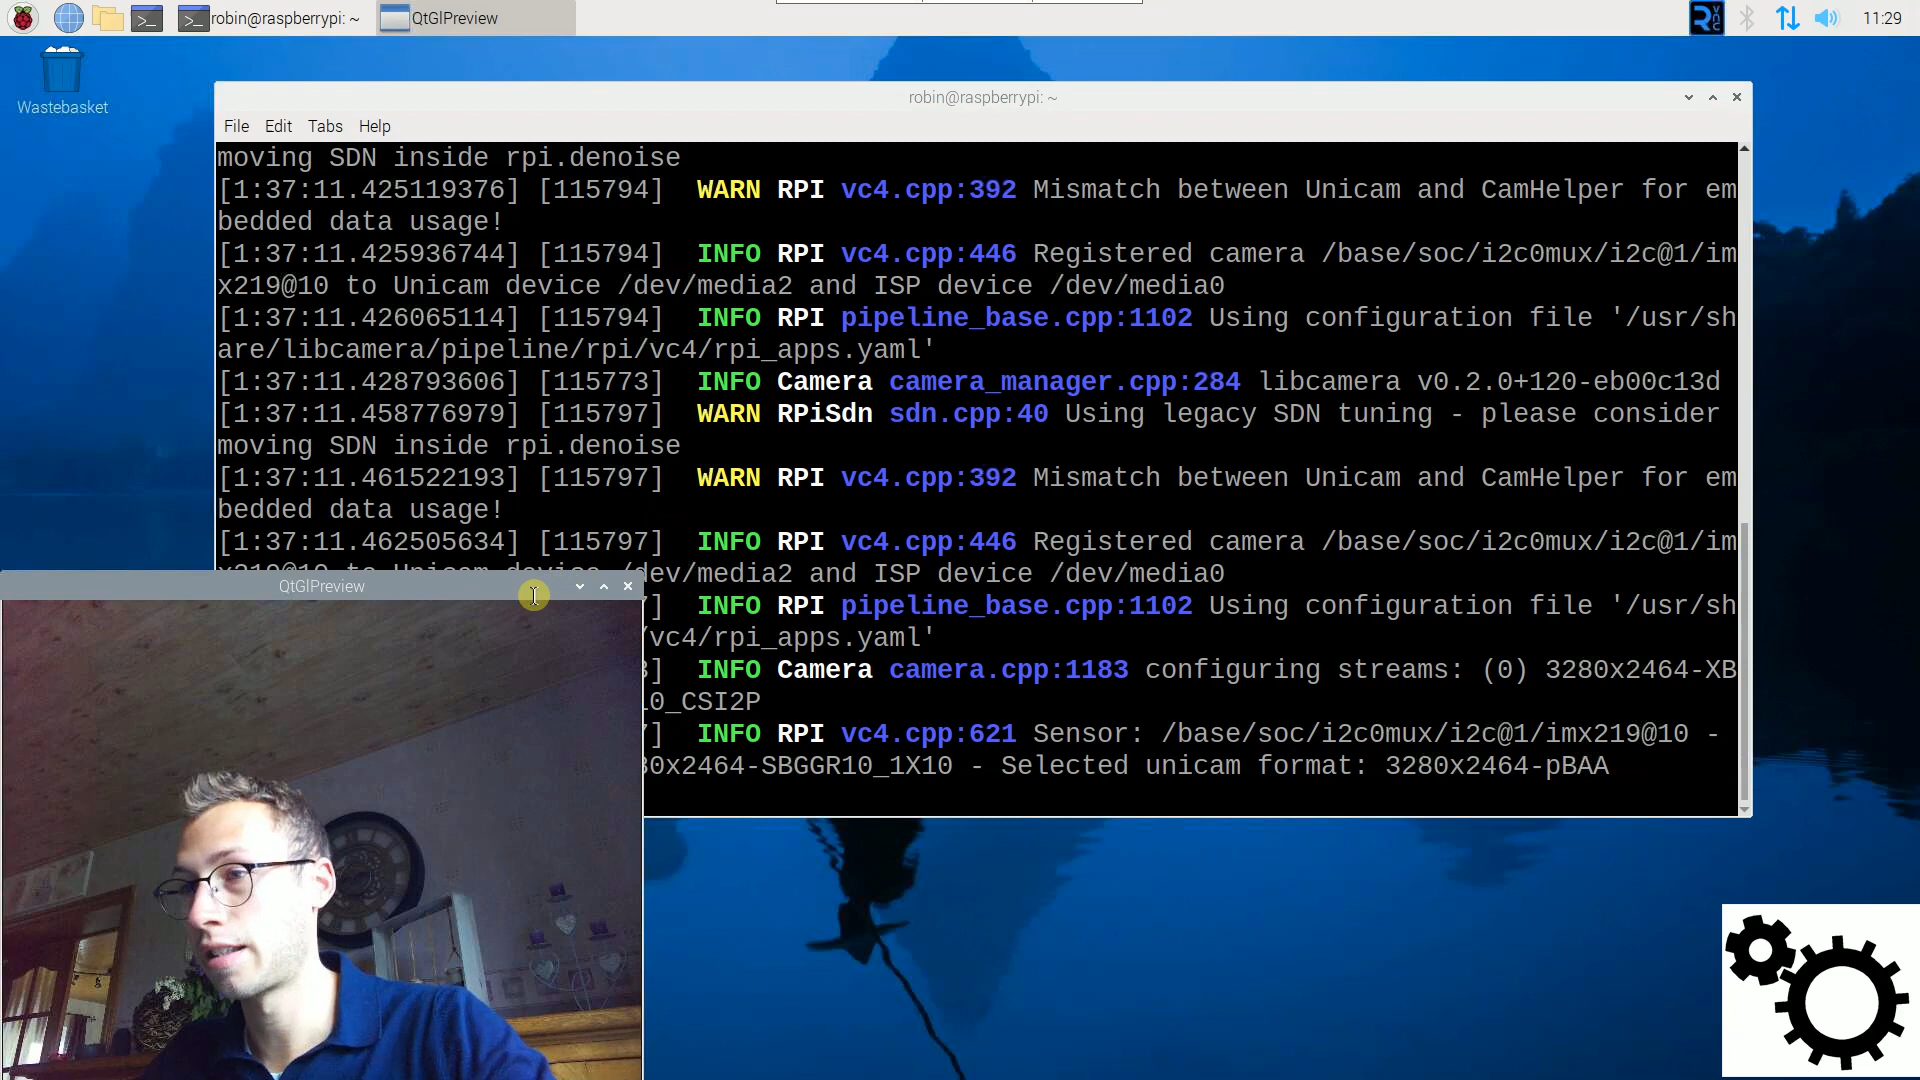 robin@raspberrypi: ~
QtGlPreview
11:29
Wastebasket
robin@raspberrypi: ~
File Edit Tabs Help
moving SDN inside rpi.denoise
[1:37:11.425119376] [115794] WARN RPI vc4.cpp:392 Mismatch between Unicam and CamHelper for em
bedded data usage!
[1:37:11.425936744] [115794] INFO RPI vc4.cpp:446 Registered camera /base/soc/i2c0mux/i2c@1/im
x219@10 to Unicam device /dev/media2 and ISP device /dev/media0
[1:37:11.426065114] [115794] INFO RPI pipeline_base.cpp:1102 Using configuration file '/usr/sh
are/libcamera/pipeline/rpi/vc4/rpi_apps.yaml'
[1:37:11.428793606] [115773] INFO Camera camera_manager.cpp:284 libcamera v0.2.0+120-eb00c13d
[1:37:11.458776979] [115797] WARN RPiSdn sdn.cpp:40 Using legacy SDN tuning - please consider
moving SDN inside rpi.denoise
[1:37:11.461522193] [115797] WARN RPI vc4.cpp:392 Mismatch between Unicam and CamHelper for em
bedded data usage!
[1:37:11.462505634] [115797] INFO RPI vc4.cpp:446 Registered camera /base/soc/i2c0mux/i2c@1/im
/dev/media2 and ISP device /dev/media0
] INFO RPI pipeline_base.cpp:1102 Using configuration file '/usr/sh
/vc4/rpi_apps.yaml'
] INFO Camera camera.cpp:1183 configuring streams: (0) 3280x2464-XB
10_CSI2P
] INFO RPI vc4.cpp:621 Sensor: /base/soc/i2c0mux/i2c@1/imx219@10 -
80x2464-SBGGR10_1X10 - Selected unicam format: 3280x2464-pBAA
QtGlPreview